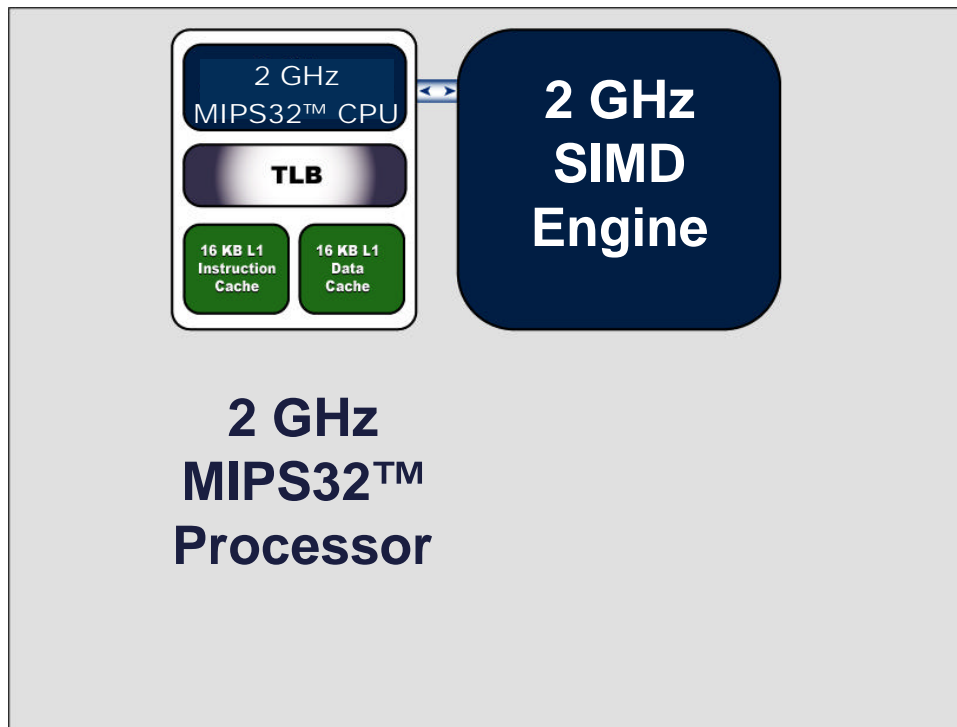 2 GHz
MIPS32™ CPU
TLB
16 KB L1
Instruction
Cache
16 KB L1
Data
Cache
2 GHz
SIMD
Engine
2 GHz
MIPS32™
Processor